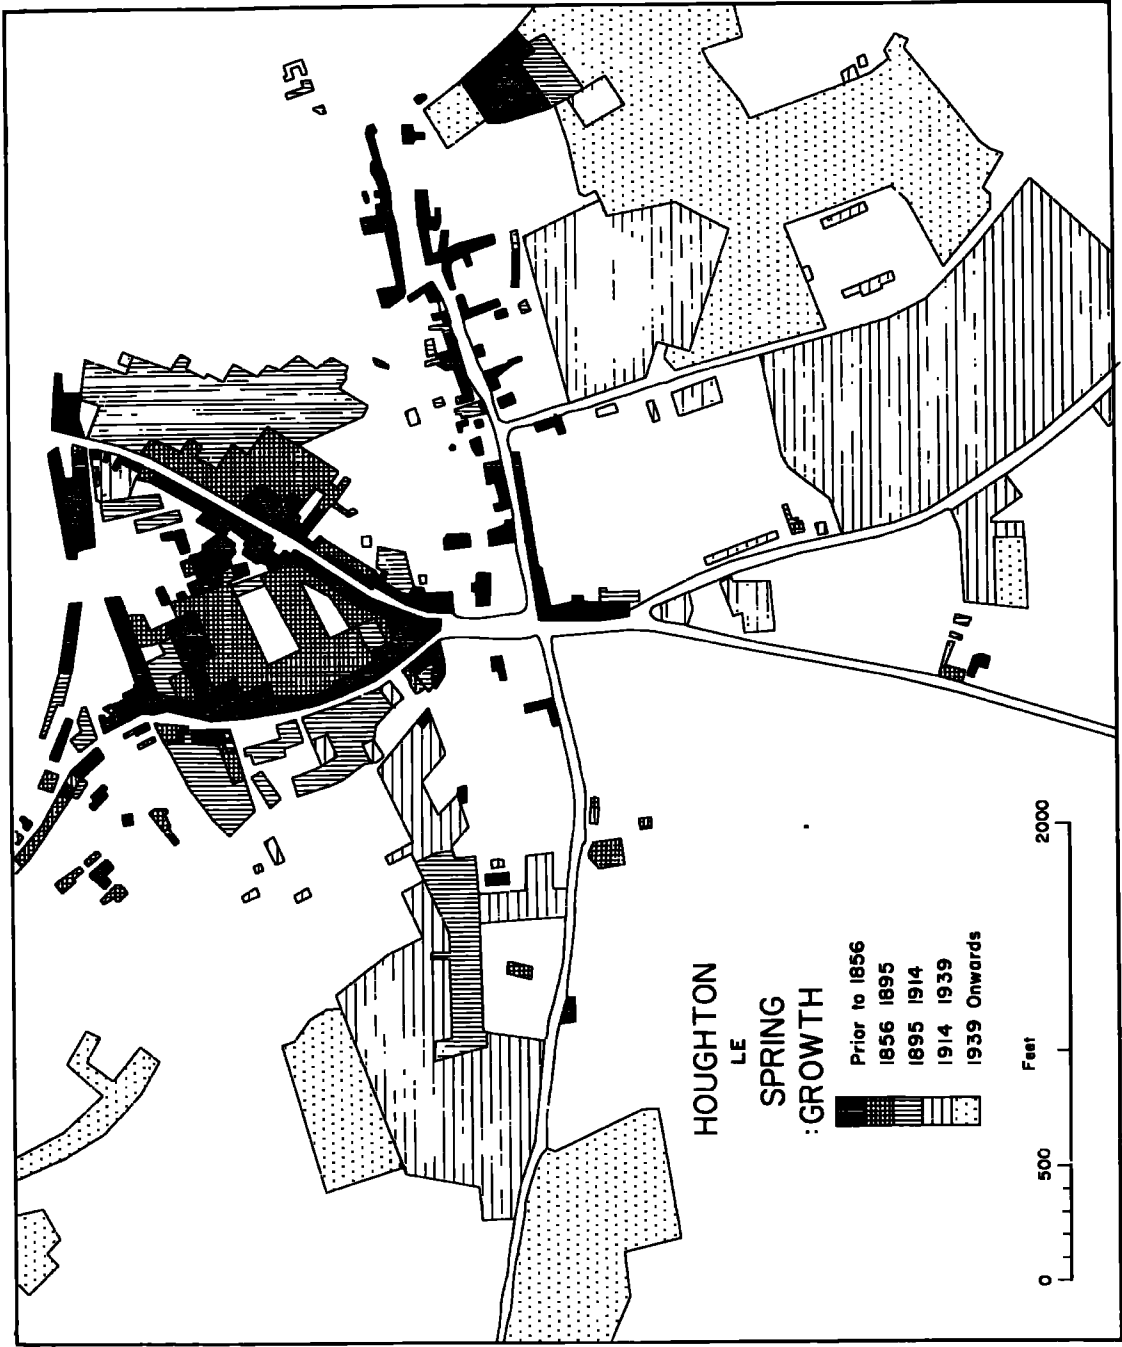 HOUGHTON
LE
SPRING
:GROWTH
Prior to 1856
1856 1895
1895 1914
1914 1939
1939 Onwards
Feet
0 500 2000